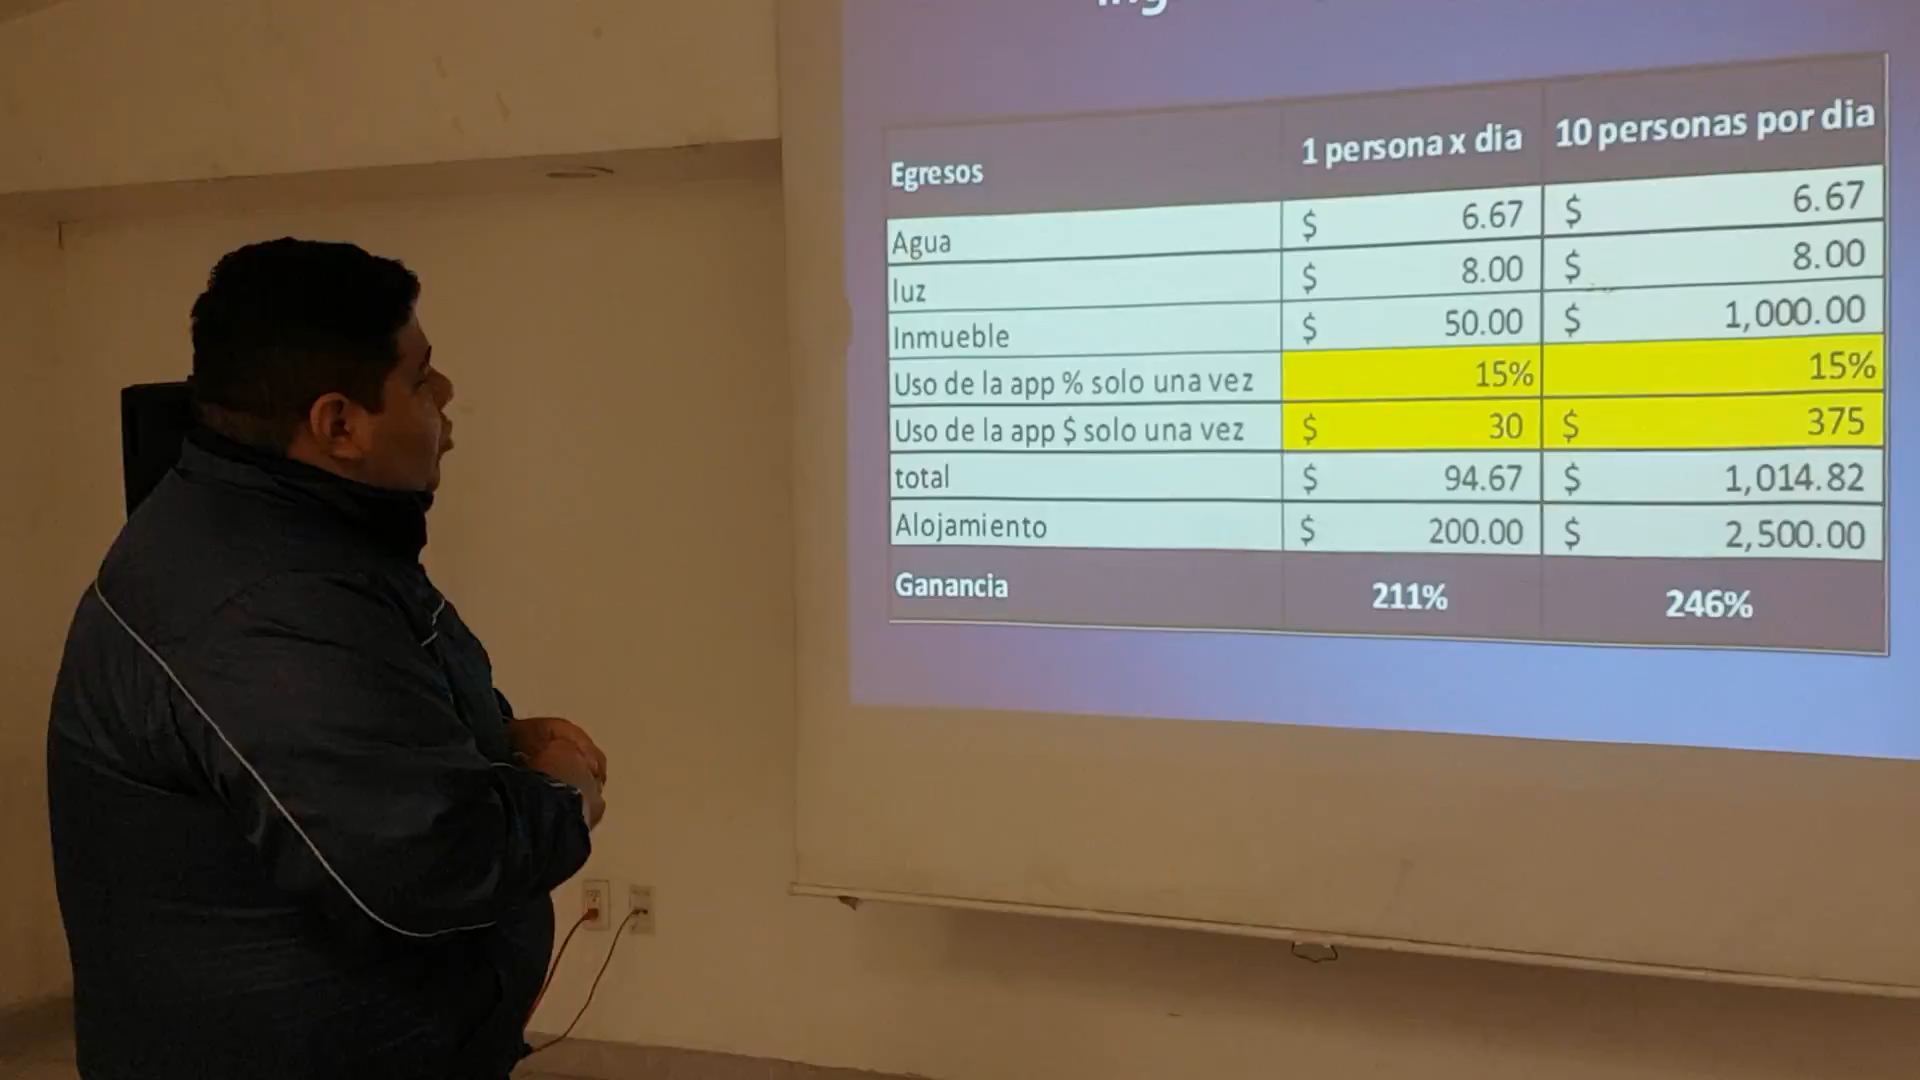 Egresos 1 persona x dia 10 personas por dia
Agua $ 6.67 $ 6.67
luz $ 8.00 $ 8.00
Inmueble $ 50.00 $ 1,000.00
Uso de la app % solo una vez 15% 15%
Uso de la app $ solo una vez $ 30 $ 375
total $ 94.67 $ 1,014.82
Alojamiento $ 200.00 $ 2,500.00
Ganancia 211% 246%